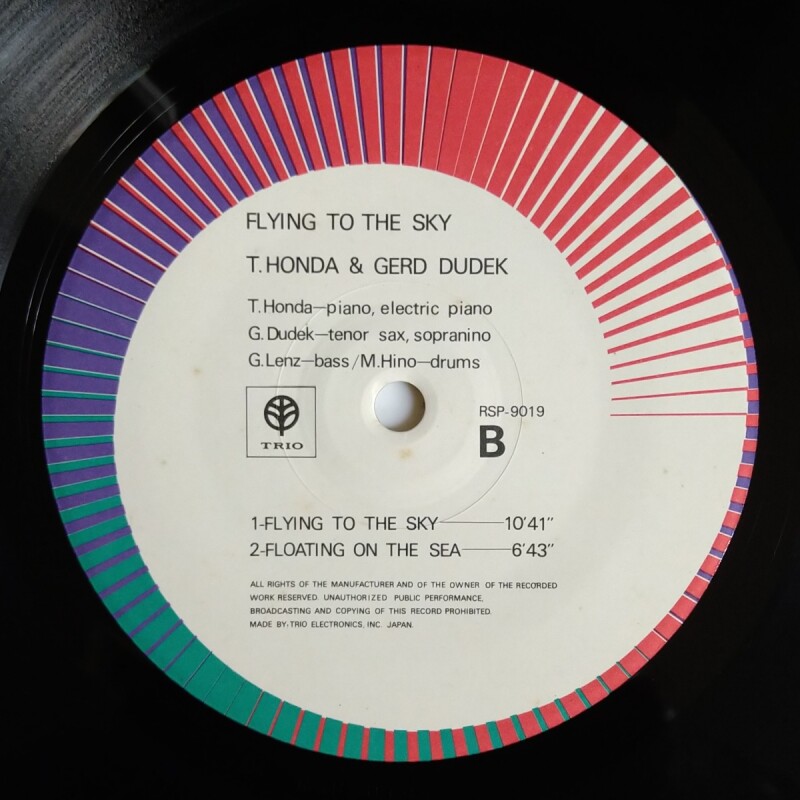 FLYING TO THE SKY
T. HONDA & GERD DUDEK
T. Honda—piano, electric piano
G. Dudek—tenor sax, sopranino
G. Lenz—bass / M. Hino—drums
TRIO
RSP-9019
B
1-FLYING TO THE SKY——10′41″
2-FLOATING ON THE SEA——6′43″
ALL RIGHTS OF THE MANUFACTURER AND OF THE OWNER OF THE RECORDED
WORK RESERVED. UNAUTHORIZED PUBLIC PERFORMANCE,
BROADCASTING AND COPYING OF THIS RECORD PROHIBITED.
MADE BY: TRIO ELECTRONICS, INC. JAPAN.